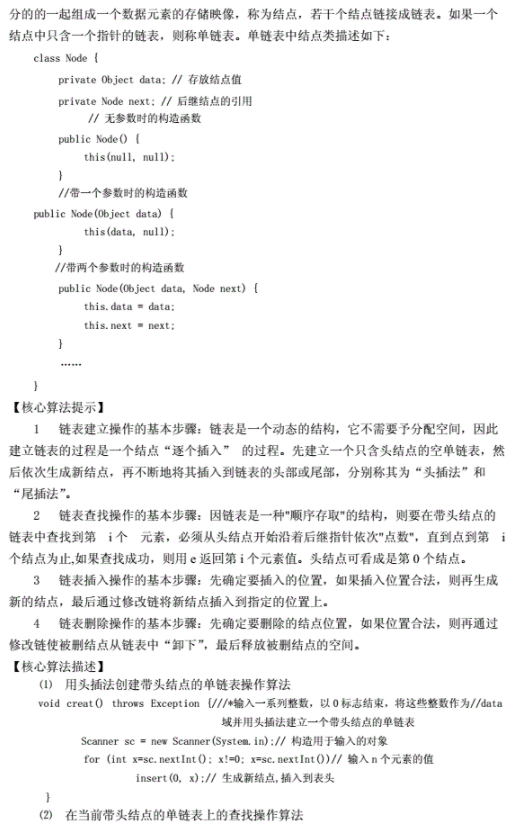 分的的一起组成一个数据元素的存储映像，称为结点，若干个结点链接成链表。如果一个
结点中只含一个指针的链表，则称单链表。单链表中结点类描述如下：
class Node {
private Object data; // 存放结点值
private Node next; // 后继结点的引用
// 无参数时的构造函数
public Node() {
this(null, null);
}
//带一个参数时的构造函数
public Node(Object data) {
this(data, null);
}
//带两个参数时的构造函数
public Node(Object data, Node next) {
this.data = data;
this.next = next;
}
……
}
【核心算法提示】
1 链表建立操作的基本步骤：链表是一个动态的结构，它不需要予分配空间，因此
建立链表的过程是一个结点“逐个插入” 的过程。先建立一个只含头结点的空单链表，然
后依次生成新结点，再不断地将其插入到链表的头部或尾部，分别称其为“头插法”和
“尾插法”。
2 链表查找操作的基本步骤：因链表是一种"顺序存取"的结构，则要在带头结点的
链表中查找到第 i个 元素，必须从头结点开始沿着后继指针依次"点数"，直到点到第 i
个结点为止,如果查找成功，则用 e 返回第 i 个元素值。头结点可看成是第 0 个结点。
3 链表插入操作的基本步骤：先确定要插入的位置，如果插入位置合法，则再生成
新的结点，最后通过修改链将新结点插入到指定的位置上。
4 链表删除操作的基本步骤：先确定要删除的结点位置，如果位置合法，则再通过
修改链使被删结点从链表中“卸下”，最后释放被删结点的空间。
【核心算法描述】
⑴ 用头插法创建带头结点的单链表操作算法
void creat() throws Exception {///*输入一系列整数，以 0 标志结束，将这些整数作为//data
域并用头插法建立一个带头结点的单链表
Scanner sc = new Scanner(System.in);// 构造用于输入的对象
for (int x=sc.nextInt(); x!=0; x=sc.nextInt())// 输入 n 个元素的值
insert(0, x);// 生成新结点,插入到表头
}
⑵ 在当前带头结点的单链表上的查找操作算法